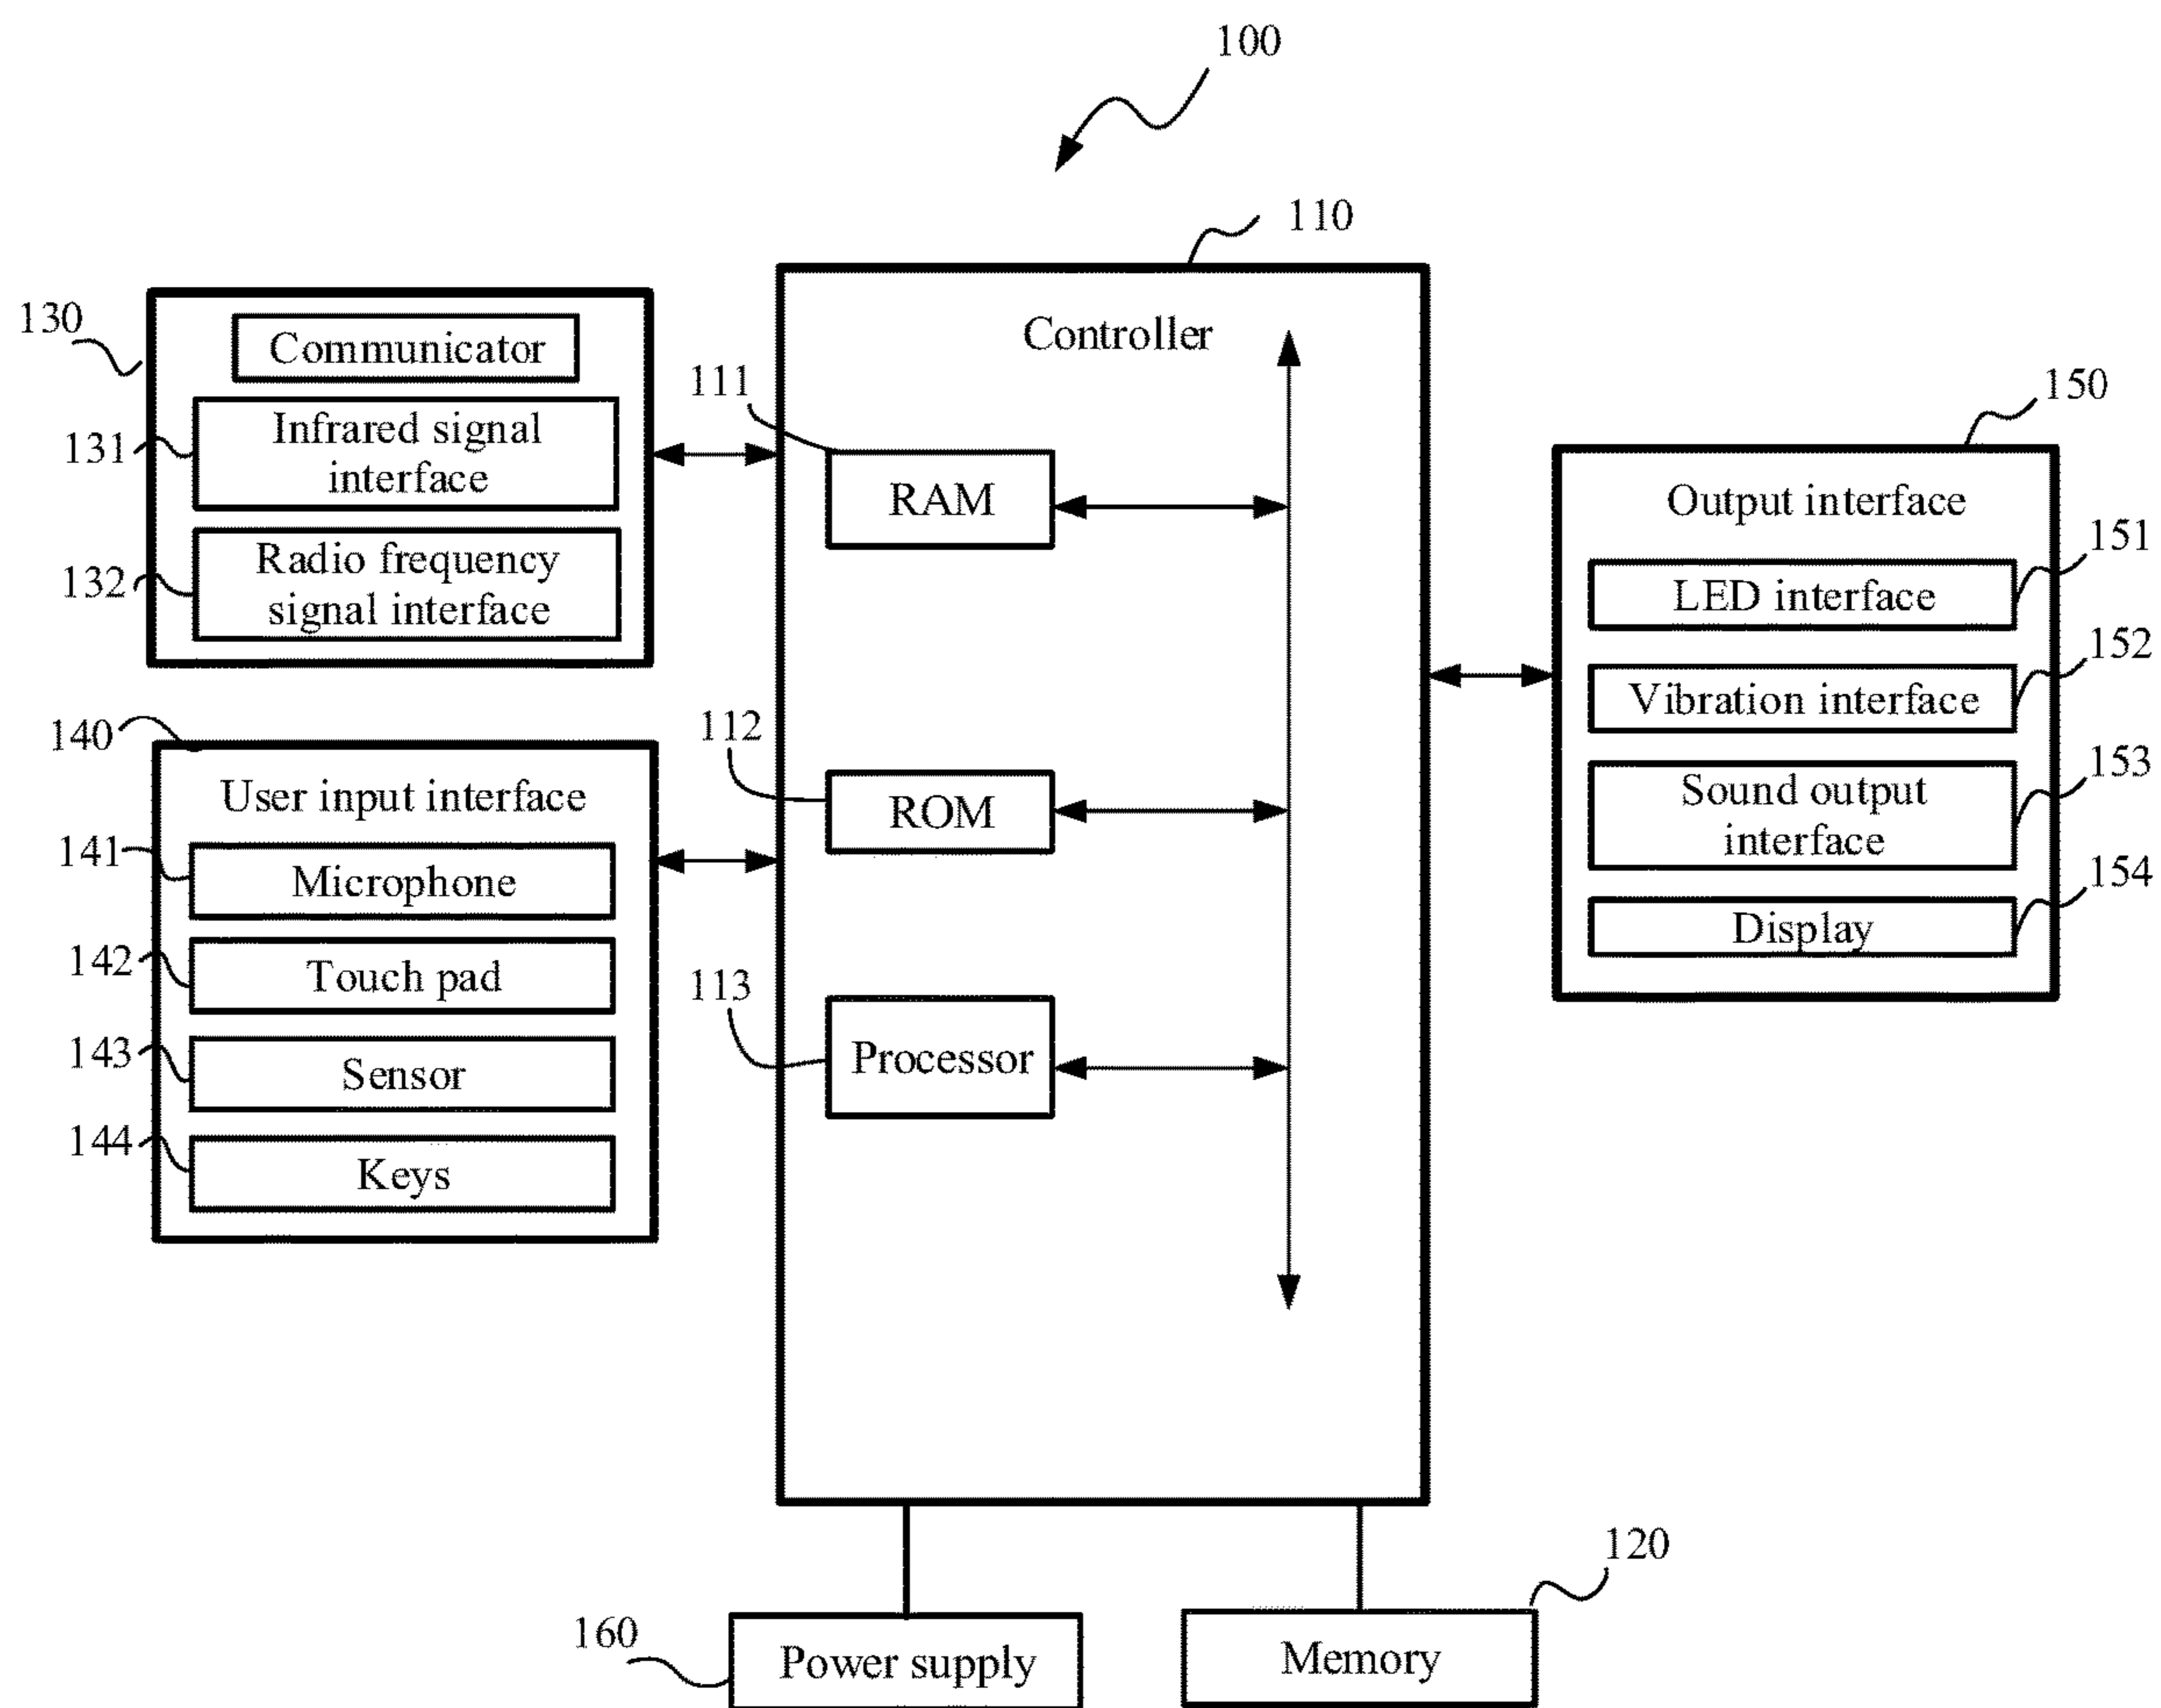 100
110
130
Communicator
131
Infrared signal
interface
132
Radio frequency
signal interface
140
User input interface
141
Microphone
142
Touch pad
143
Sensor
144
Keys
Controller
111
RAM
112
ROM
113
Processor
150
Output interface
151
LED interface
152
Vibration interface
153
Sound output
interface
154
Display
160
Power supply
120
Memory